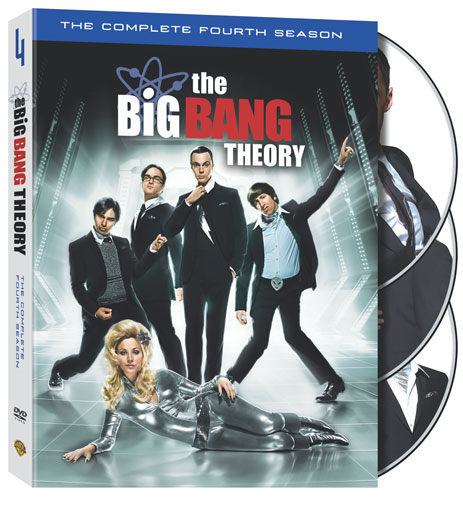 THE COMPLETE FOURTH SEASON
the
BiG BANG
THEORY
4
the
BiG BANG THEORY
THE COMPLETE
FOURTH SEASON
DVD